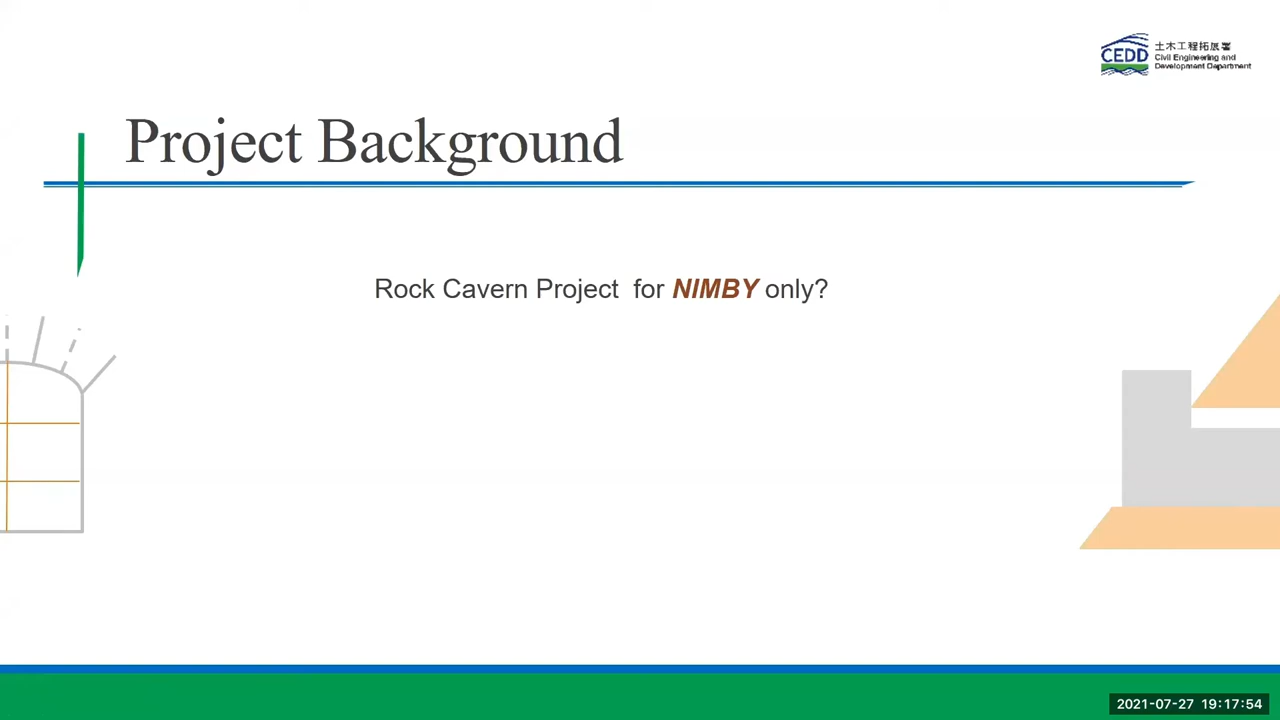 土木工程拓展署
CEDD
Civil Engineering and
Development Department
Project Background
Rock Cavern Project for NIMBY only?
2021-07-27 19:17:54